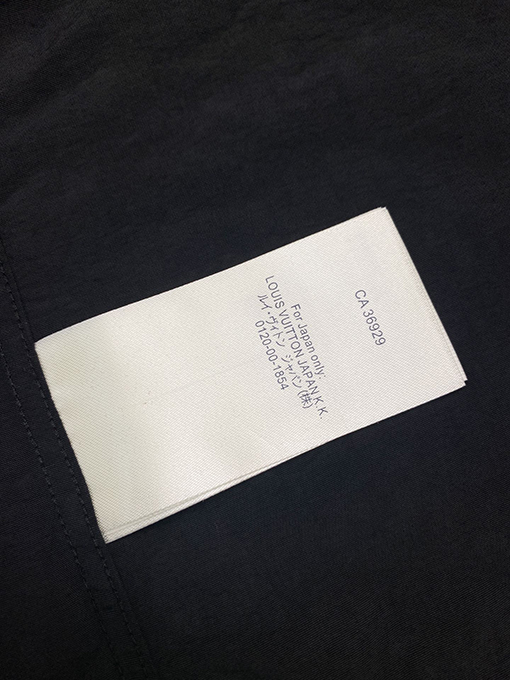 CA 36929
For Japan only:
LOUIS VUITTON JAPAN K.K.
ルイ・ヴィトン ジャパン(株)
0120-00-1854